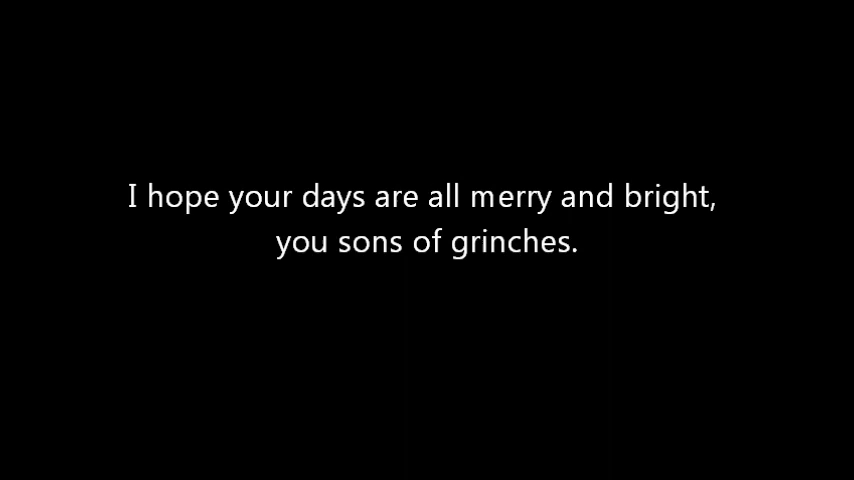 I hope your days are all merry and bright,
you sons of grinches.